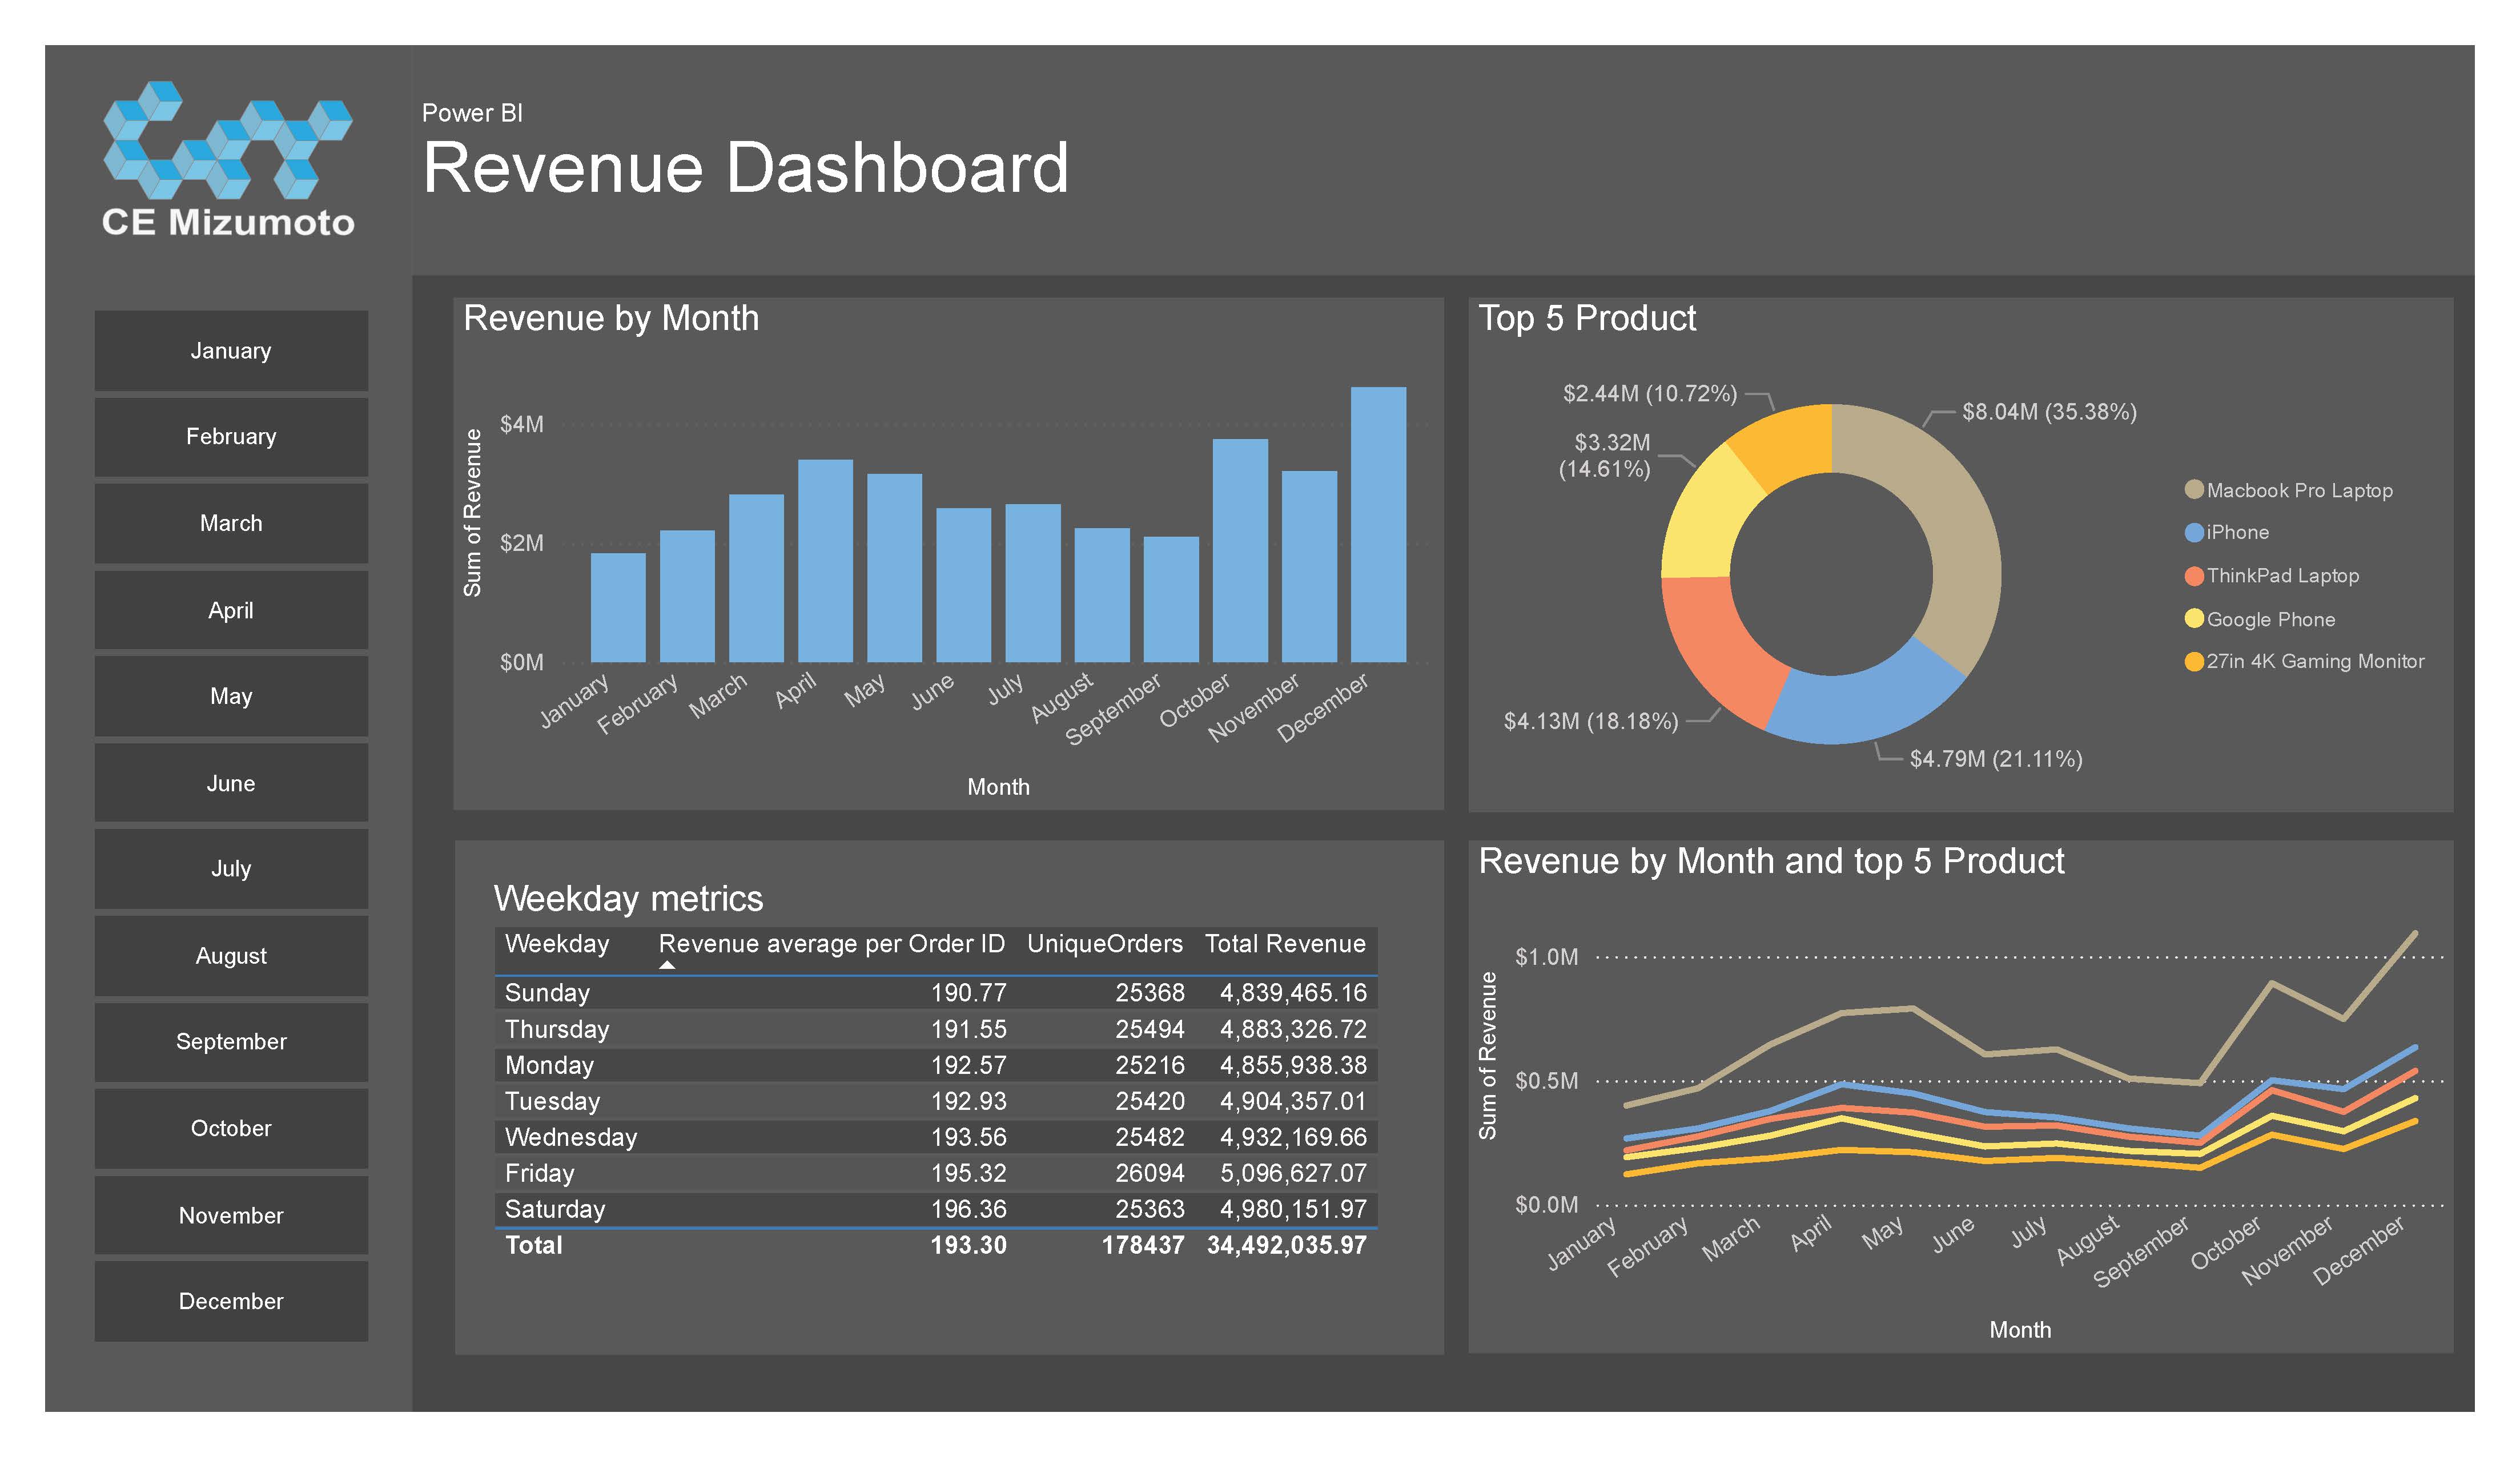 CE Mizumoto
Power BI
Revenue Dashboard
January
February
March
April
May
June
July
August
September
October
November
December
Revenue by Month
Sum of Revenue
$4M
$2M
$0M
January
February
March
April
May
June
July
August
September
October
November
December
Month
Top 5 Product
$2.44M (10.72%)
$8.04M (35.38%)
$3.32M
(14.61%)
$4.13M (18.18%)
$4.79M (21.11%)
Macbook Pro Laptop
iPhone
ThinkPad Laptop
Google Phone
27in 4K Gaming Monitor
Weekday metrics
Weekday Revenue average per Order ID UniqueOrders Total Revenue
Sunday 190.77 25368 4,839,465.16
Thursday 191.55 25494 4,883,326.72
Monday 192.57 25216 4,855,938.38
Tuesday 192.93 25420 4,904,357.01
Wednesday 193.56 25482 4,932,169.66
Friday 195.32 26094 5,096,627.07
Saturday 196.36 25363 4,980,151.97
Total 193.30 178437 34,492,035.97
Revenue by Month and top 5 Product
Sum of Revenue
$1.0M
$0.5M
$0.0M
January
February
March
April
May
June
July
August
September
October
November
December
Month